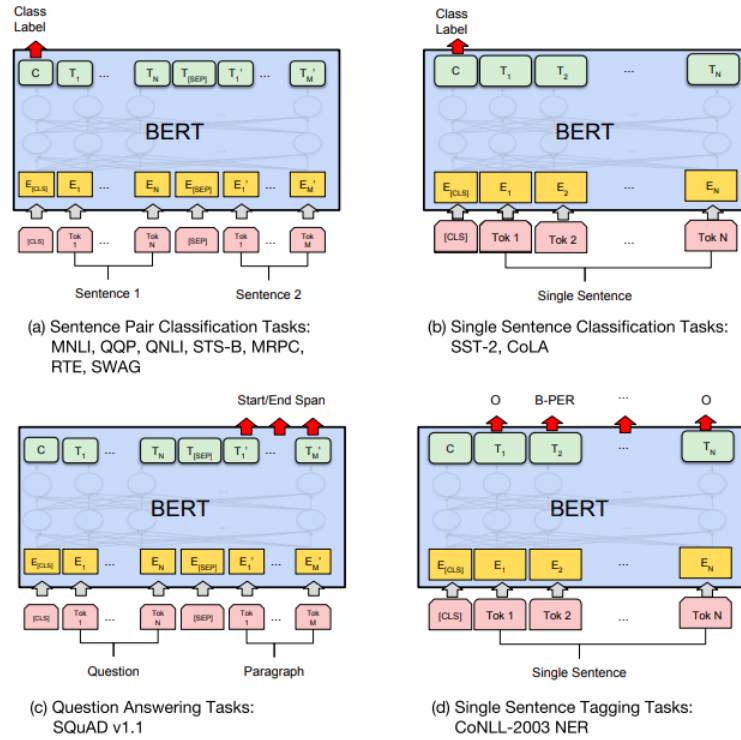 Class
Label
C T1 ... TN T[SEP] T1' ... TM'
BERT
E[CLS] E1 EN E[SEP] E1' ... EM'
[CLS] Tok 1 ... Tok N [SEP] Tok 1 ... Tok M
Sentence 1 Sentence 2
(a) Sentence Pair Classification Tasks:
MNLI, QQP, QNLI, STS-B, MRPC,
RTE, SWAG
Class
Label
C T1 T2 ... TN
BERT
E[CLS] E1 E2 ... EN
[CLS] Tok 1 Tok 2 ... Tok N
Single Sentence
(b) Single Sentence Classification Tasks:
SST-2, CoLA
Start/End Span
C T1 ... TN T[SEP] T1' ... TM'
BERT
E[CLS] E1 ... EN E[SEP] E1' ... EM'
[CLS] Tok 1 ... Tok N [SEP] Tok 1 ... Tok M
Question Paragraph
(c) Question Answering Tasks:
SQuAD v1.1
O B-PER ... O
C T1 T2 ... TN
BERT
E[CLS] E1 E2 ... EN
[CLS] Tok 1 Tok 2 ... Tok N
Single Sentence
(d) Single Sentence Tagging Tasks:
CoNLL-2003 NER